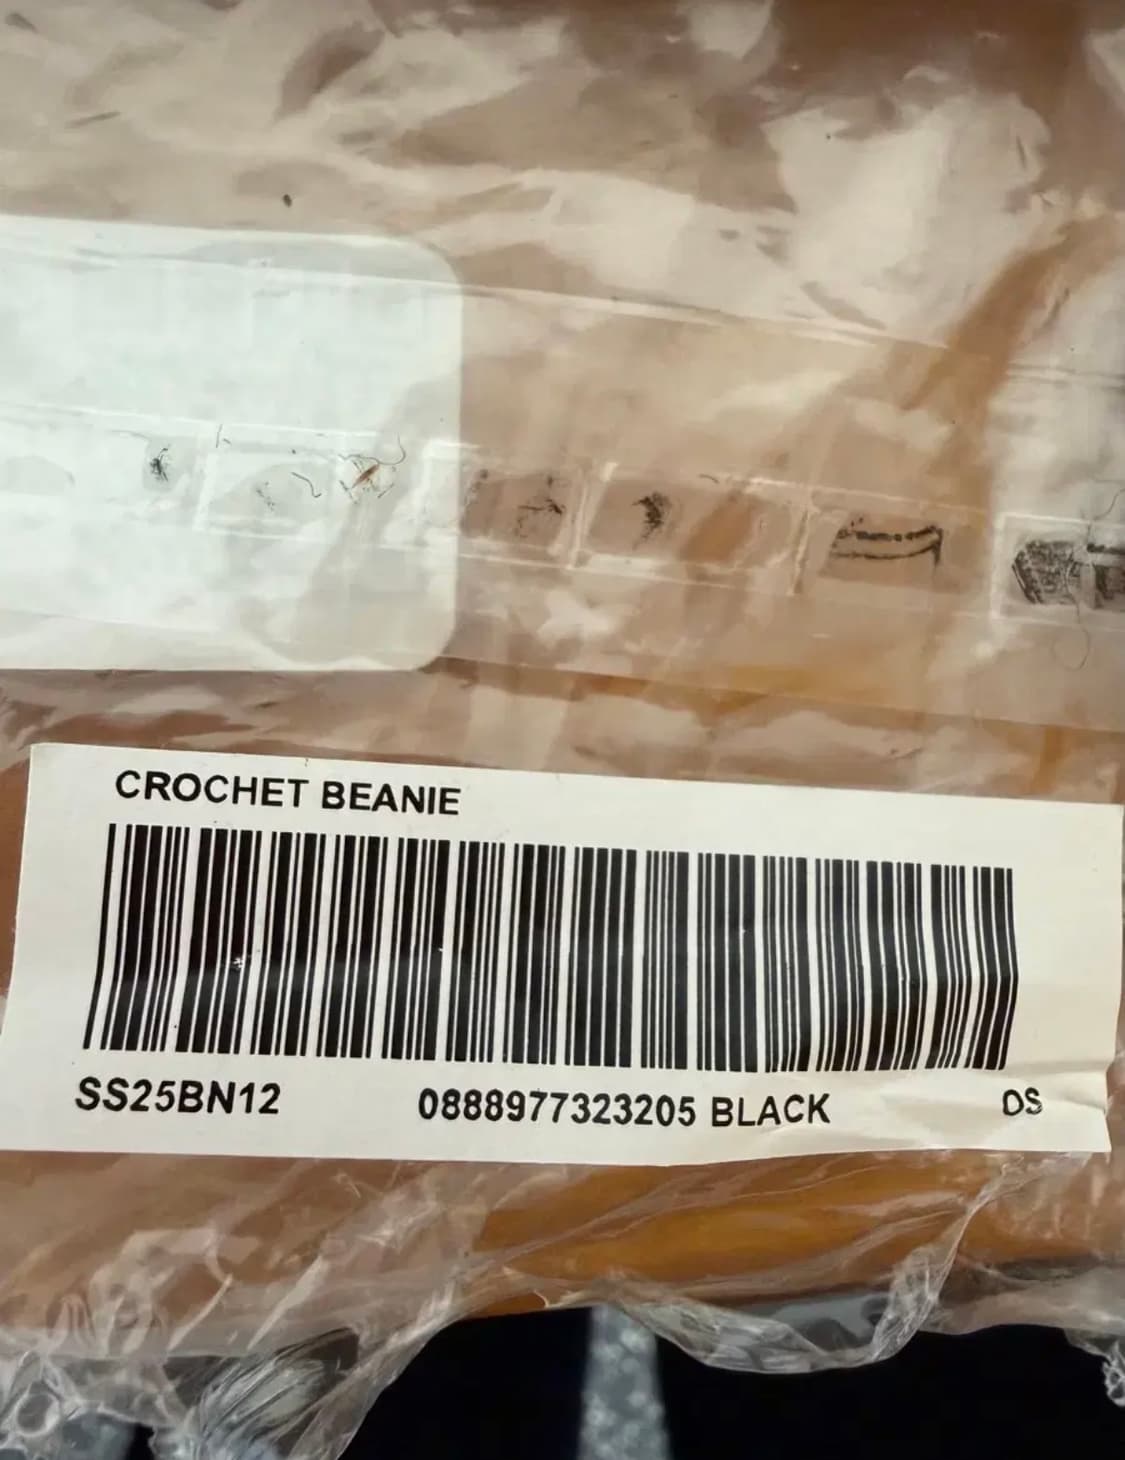 CROCHET BEANIE
SS25BN12 0888977323205 BLACK OS